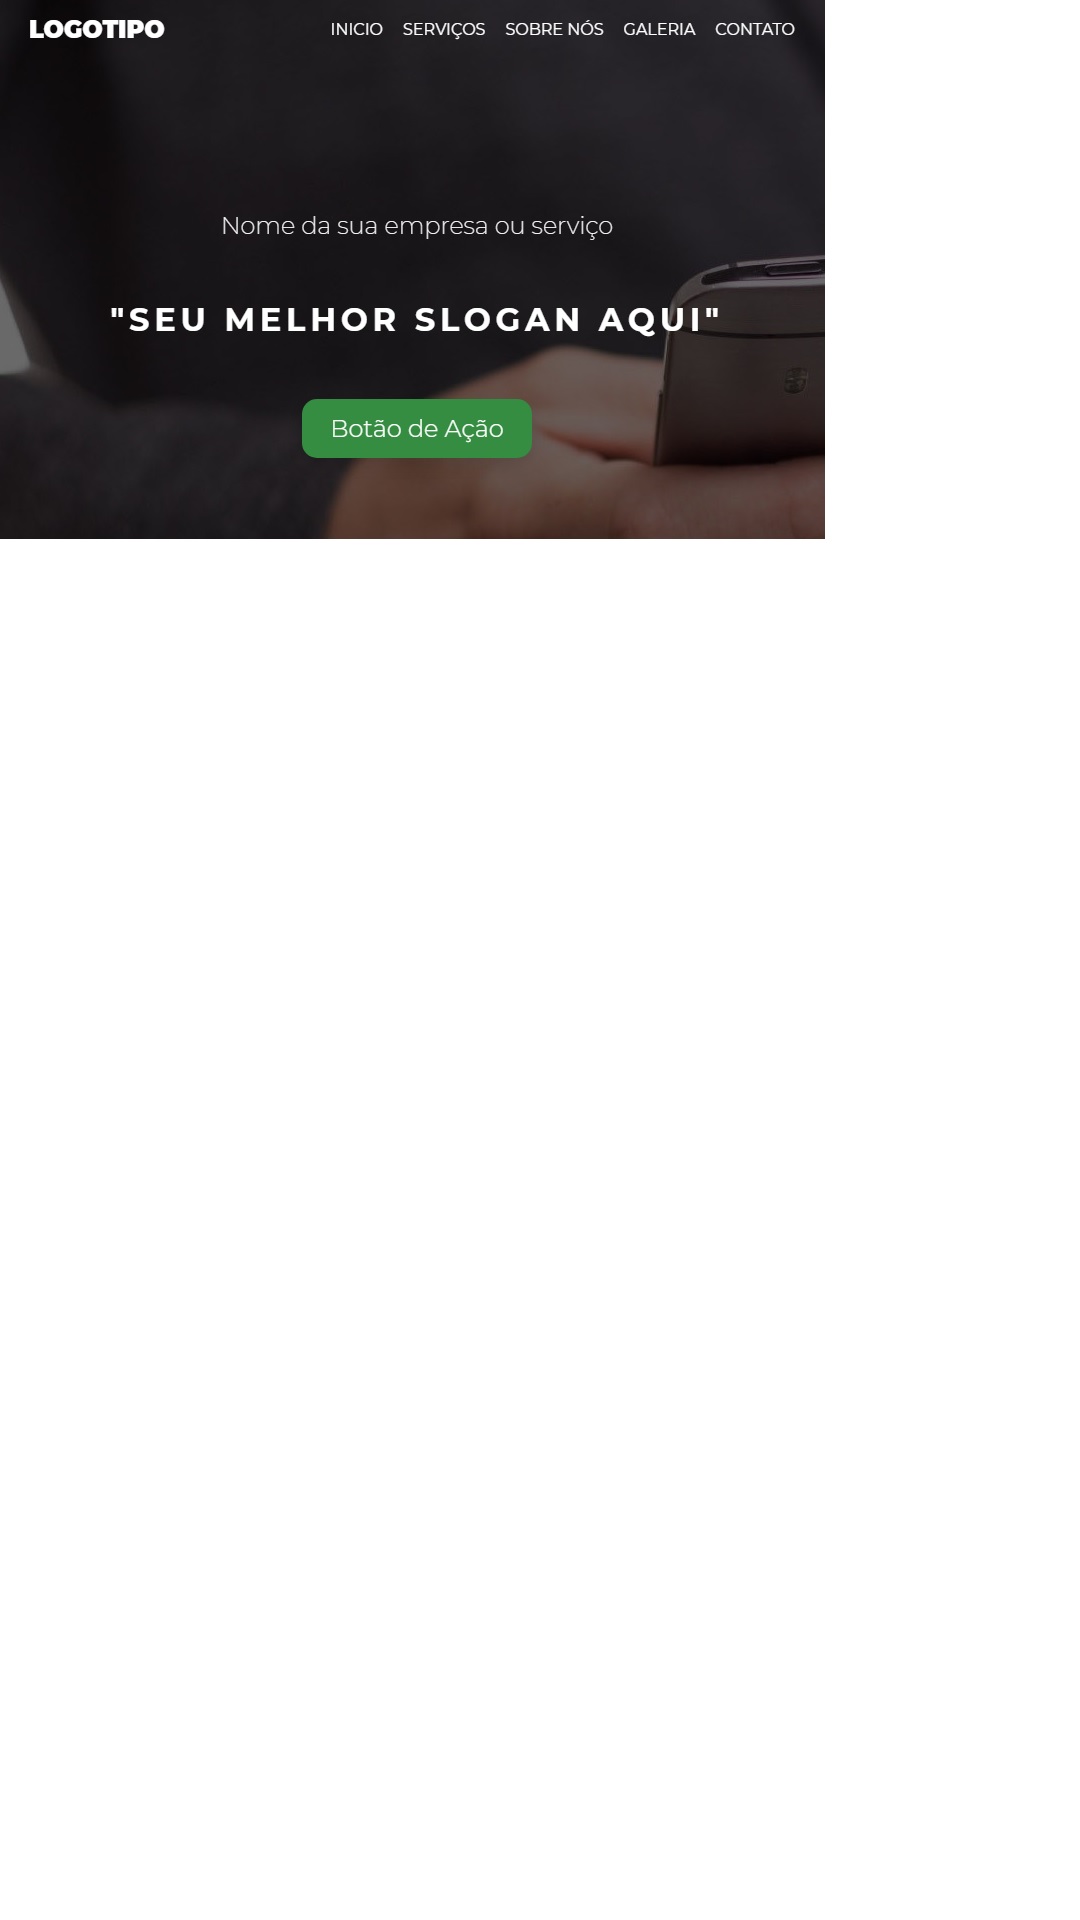 LOGOTIPO
INICIO SERVIÇOS SOBRE NÓS GALERIA CONTATO
Nome da sua empresa ou serviço
"SEU MELHOR SLOGAN AQUI"
Botão de Ação